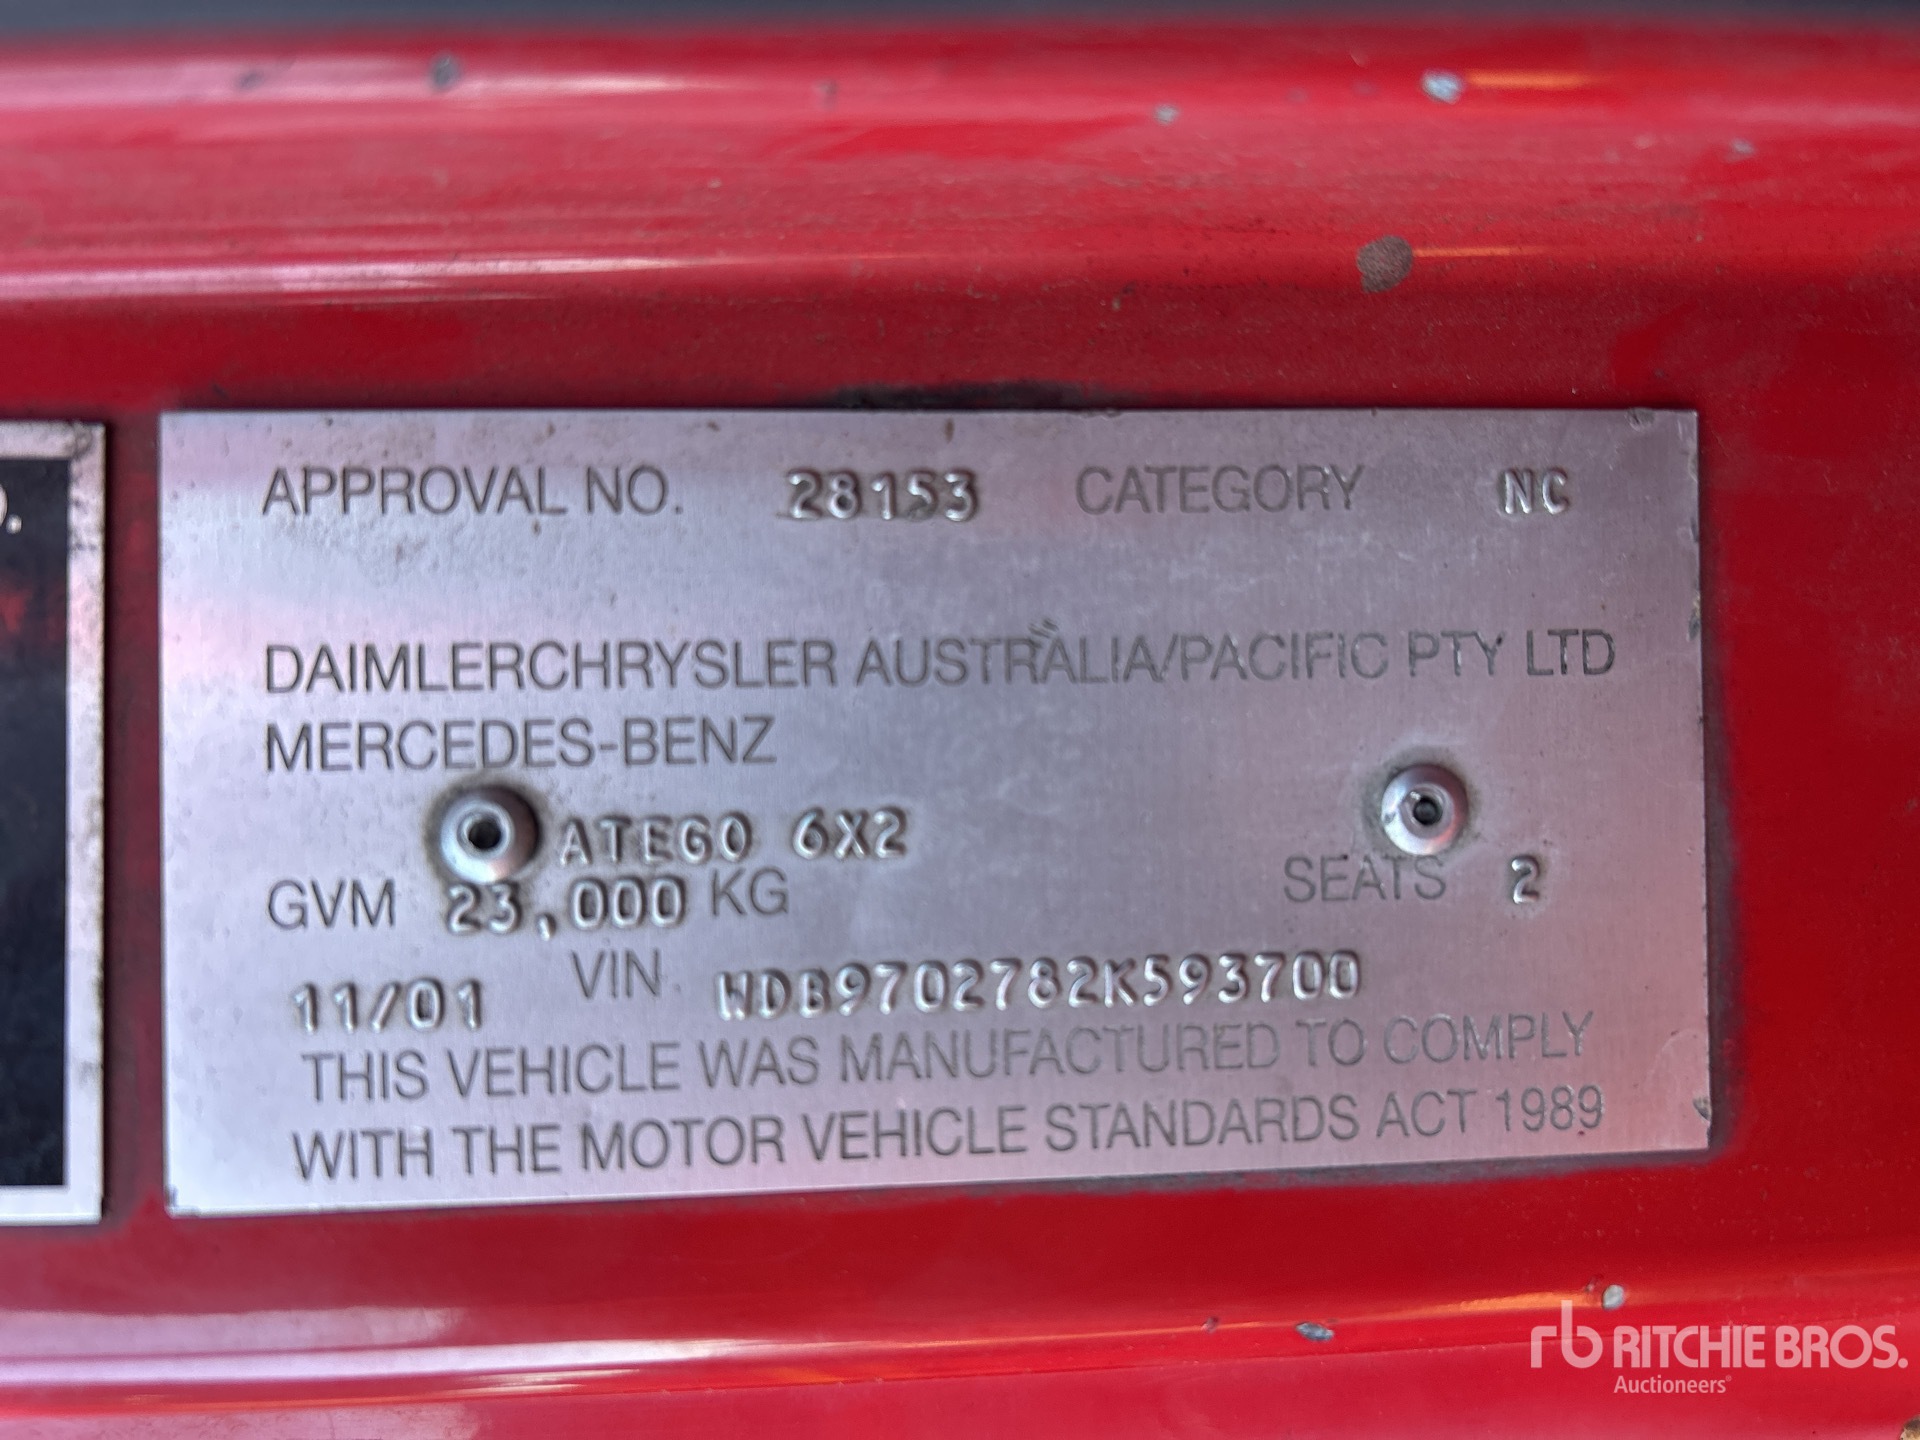 APPROVAL NO. 28153 CATEGORY NC
DAIMLERCHRYSLER AUSTRALIA/PACIFIC PTY LTD
MERCEDES-BENZ
ATEGO 6X2
GVM 23,000 KG SEATS 2
11/01 VIN WDB9702782K593700
THIS VEHICLE WAS MANUFACTURED TO COMPLY
WITH THE MOTOR VEHICLE STANDARDS ACT 1989
rb RITCHIE BROS.
Auctioneers